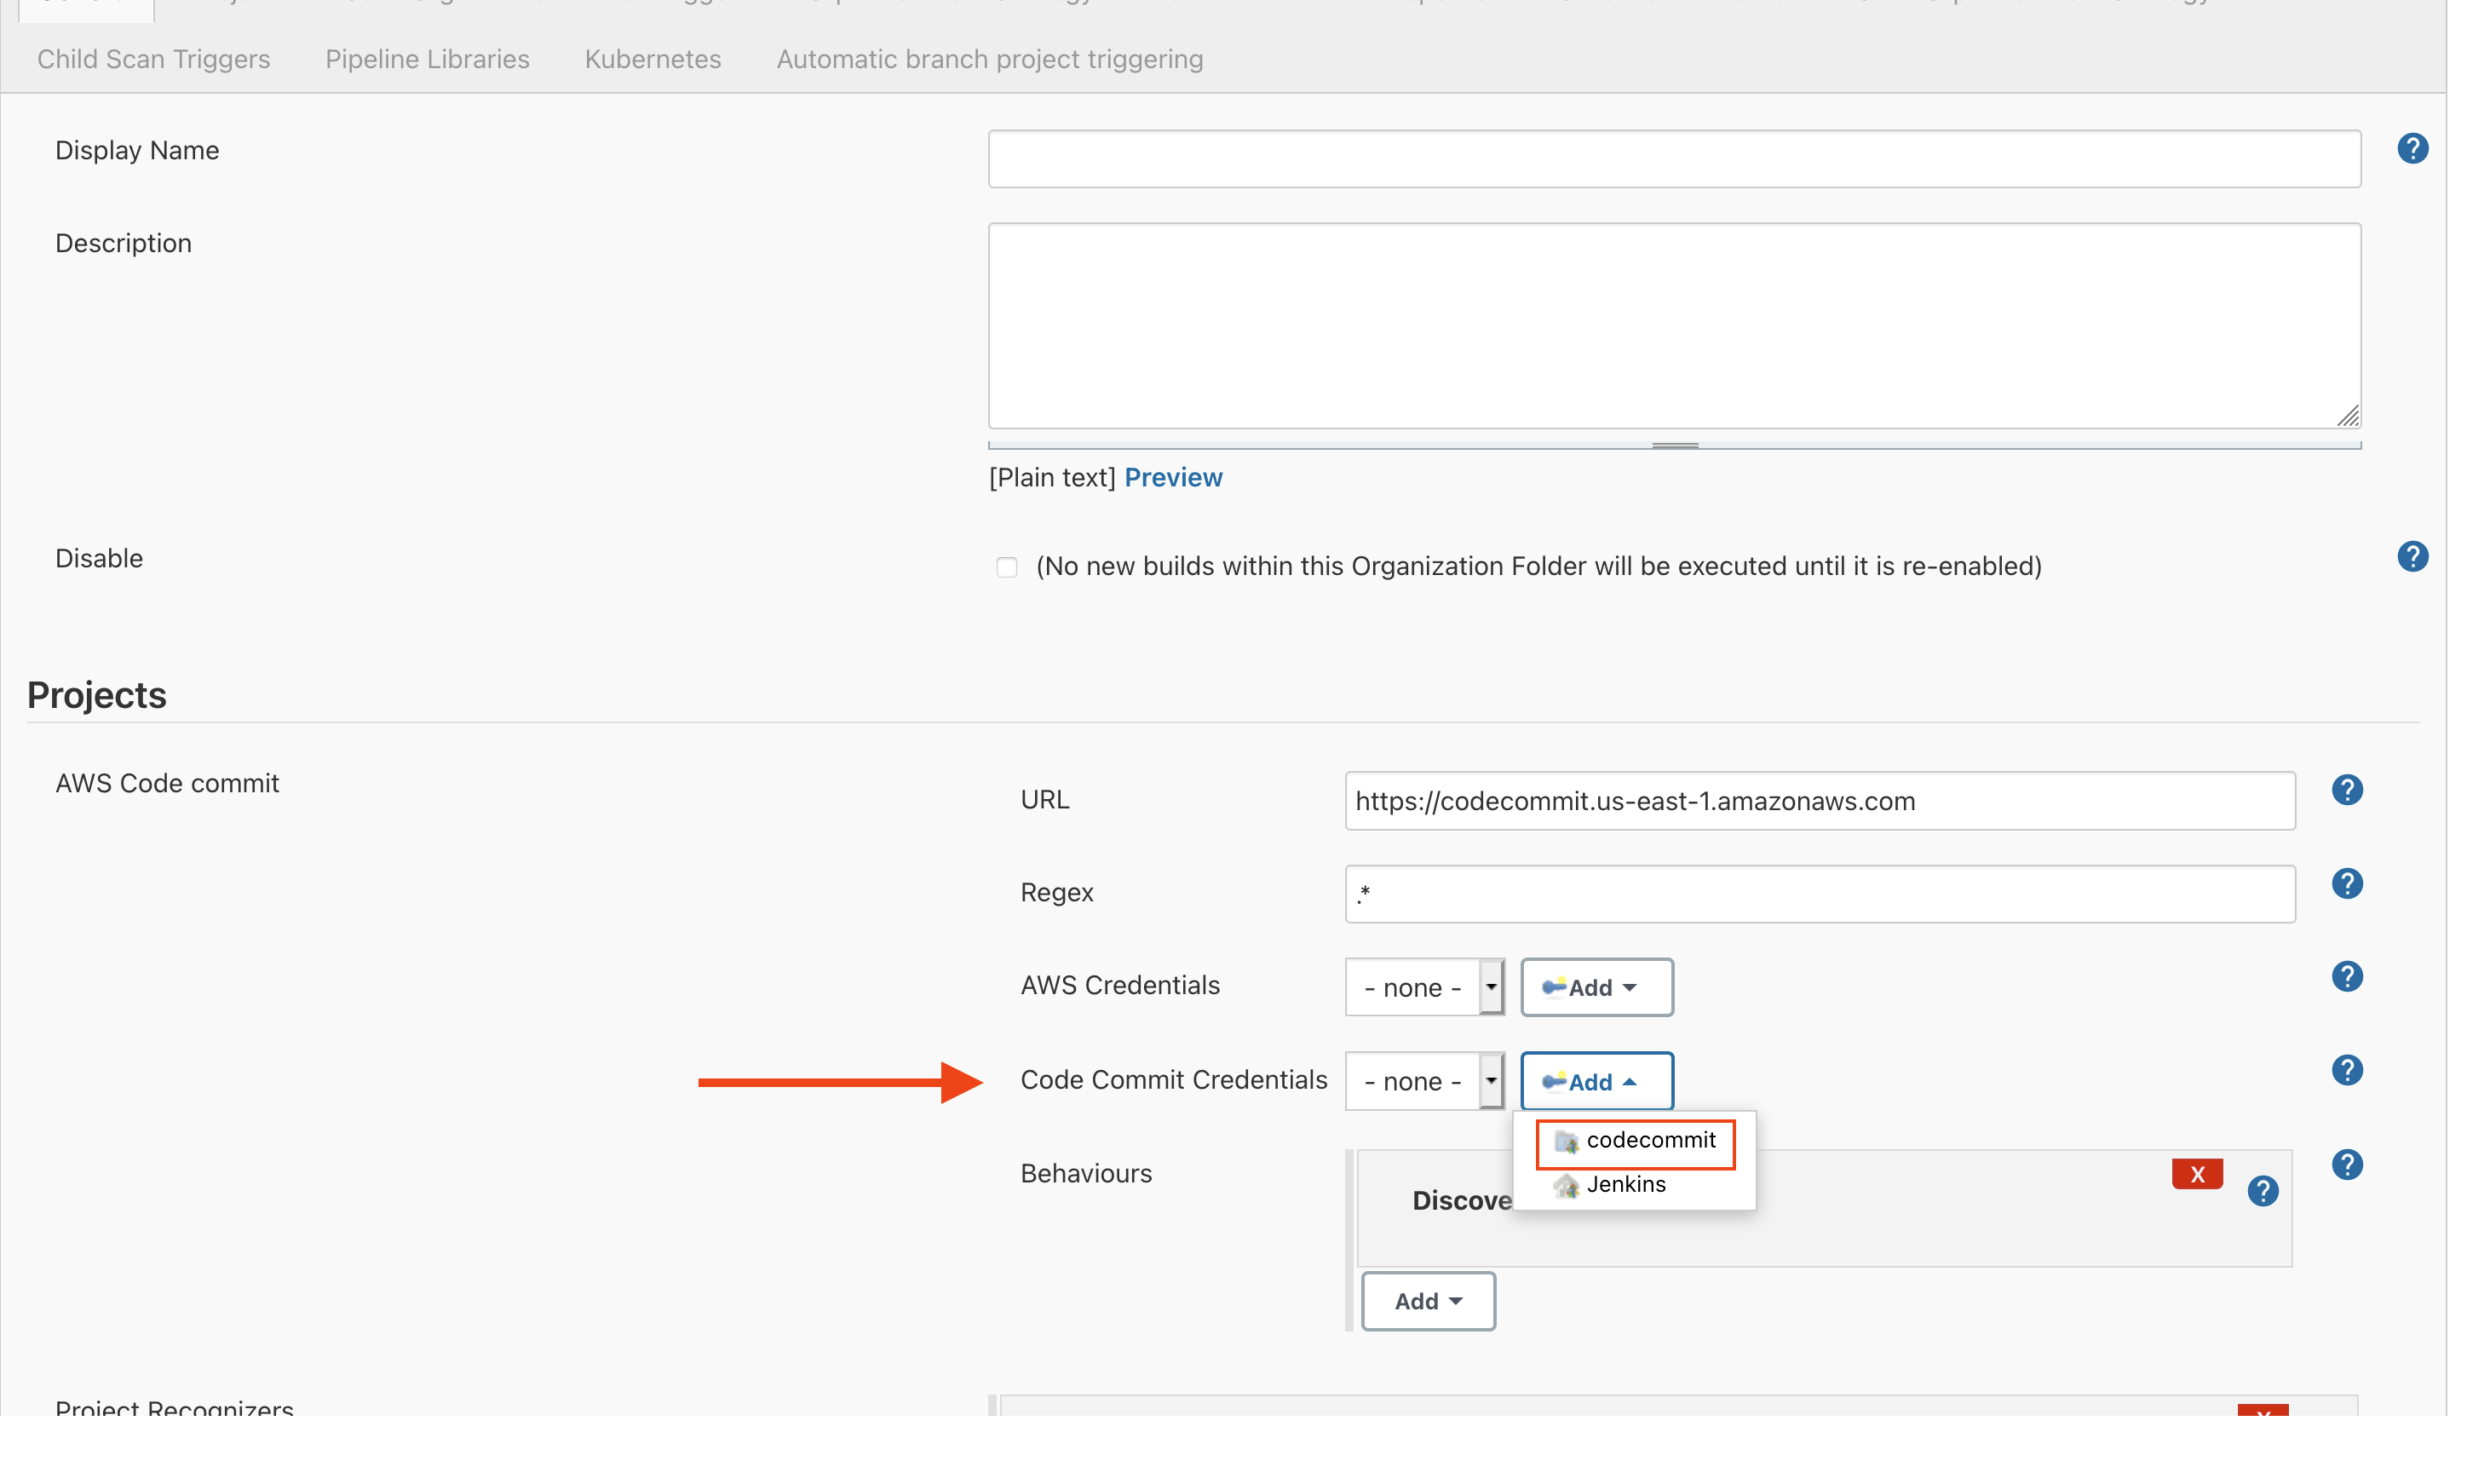 Child Scan Triggers Pipeline Libraries Kubernetes Automatic branch project triggering
Display Name
?
Description
[Plain text] Preview
Disable
(No new builds within this Organization Folder will be executed until it is re-enabled)
?
Projects
AWS Code commit
URL
https://codecommit.us-east-1.amazonaws.com
?
Regex
.*
?
AWS Credentials
- none -
Add
?
Code Commit Credentials
- none -
Add
?
codecommit
Jenkins
Behaviours
X
?
?
Discove
Add
Project Recognizers
X